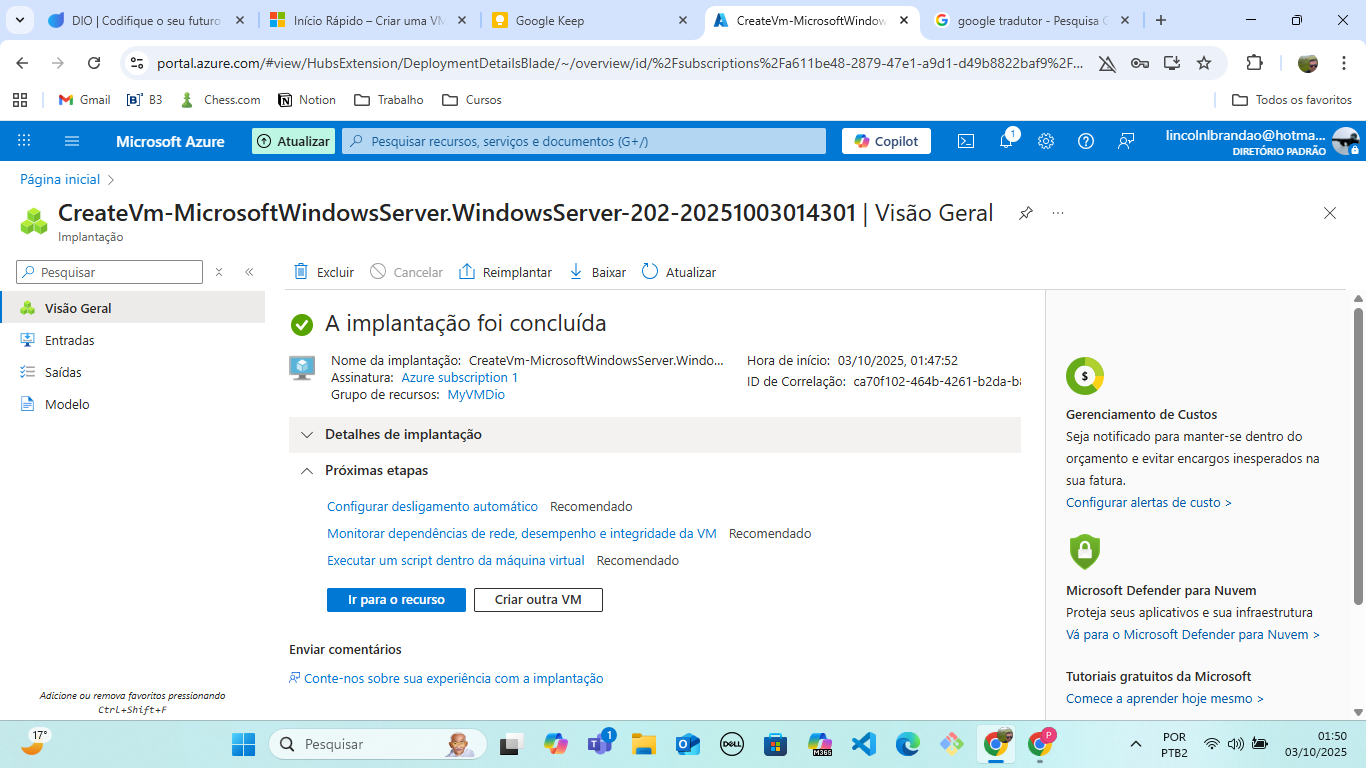 DIO | Codifique o seu futuro
Início Rápido – Criar uma VM
Google Keep
CreateVm-MicrosoftWindow
google tradutor - Pesquisa G
portal.azure.com/#view/HubsExtension/DeploymentDetailsBlade/~/overview/id/%2Fsubscriptions%2Fa611be48-2879-47e1-a9d1-d49b8822baf9%2F...
Gmail
B3
Chess.com
Notion
Trabalho
Cursos
Todos os favoritos
Microsoft Azure
Atualizar
Pesquisar recursos, serviços e documentos (G+/)
Copilot
1
lincolnlbrandao@hotma...
DIRETÓRIO PADRÃO
Página inicial
CreateVm-MicrosoftWindowsServer.WindowsServer-202-20251003014301 | Visão Geral
Implantação
Pesquisar
Excluir
Cancelar
Reimplantar
Baixar
Atualizar
Visão Geral
Entradas
Saídas
Modelo
A implantação foi concluída
Nome da implantação: CreateVm-MicrosoftWindowsServer.Windo...
Assinatura: Azure subscription 1
Grupo de recursos: MyVMDio
Hora de início: 03/10/2025, 01:47:52
ID de Correlação: ca70f102-464b-4261-b2da-b8
Detalhes de implantação
Próximas etapas
Configurar desligamento automático Recomendado
Monitorar dependências de rede, desempenho e integridade da VM Recomendado
Executar um script dentro da máquina virtual Recomendado
Ir para o recurso
Criar outra VM
Enviar comentários
Conte-nos sobre sua experiência com a implantação
Gerenciamento de Custos
Seja notificado para manter-se dentro do
orçamento e evitar encargos inesperados na
sua fatura.
Configurar alertas de custo >
Microsoft Defender para Nuvem
Proteja seus aplicativos e sua infraestrutura
Vá para o Microsoft Defender para Nuvem >
Tutoriais gratuitos da Microsoft
Comece a aprender hoje mesmo >
Adicione ou remova favoritos pressionando
Ctrl+Shift+F
17°
Pesquisar
1
DELL
M365
P
POR
PTB2
01:50
03/10/2025